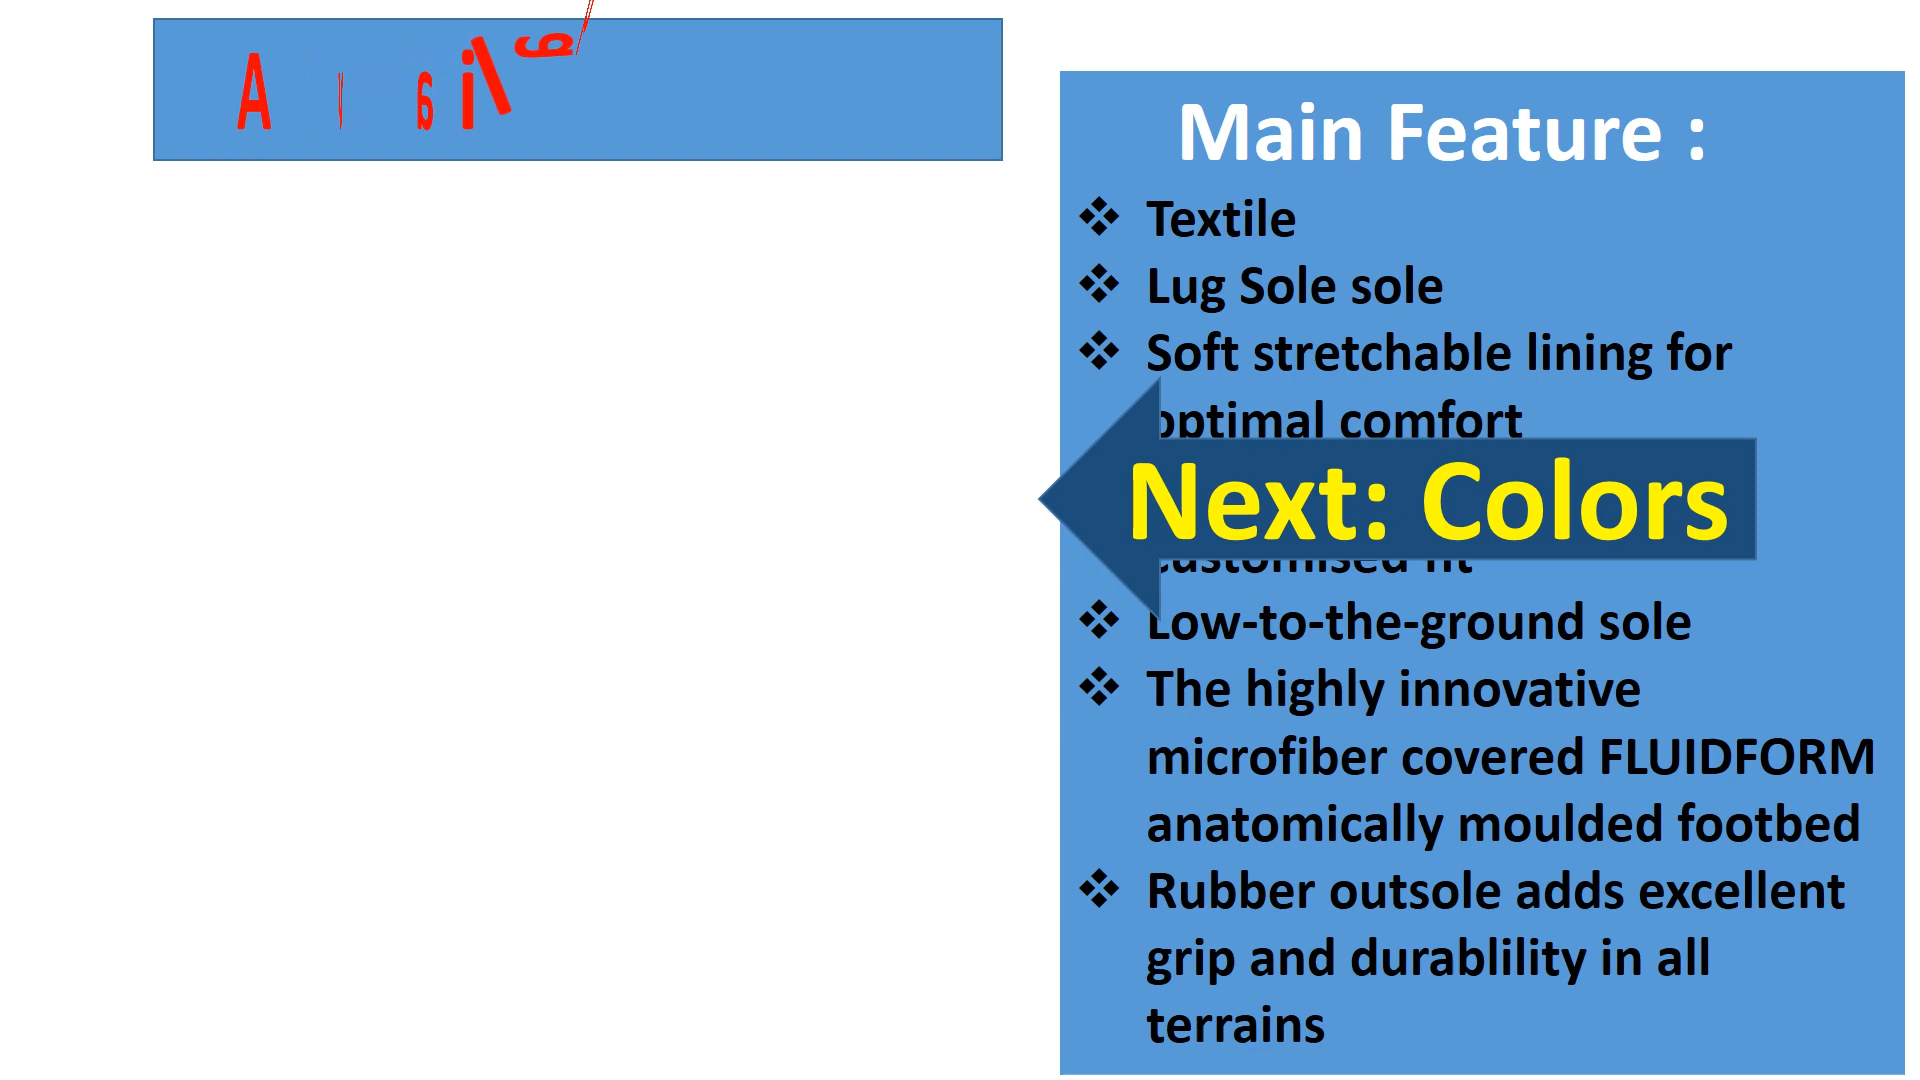 Main Feature :
❖ Textile
❖ Lug Sole sole
❖ Soft stretchable lining for
optimal comfort
Next: Colors
customised fit
❖ Low-to-the-ground sole
❖ The highly innovative
microfiber covered FLUIDFORM
anatomically moulded footbed
❖ Rubber outsole adds excellent
grip and durablility in all
terrains